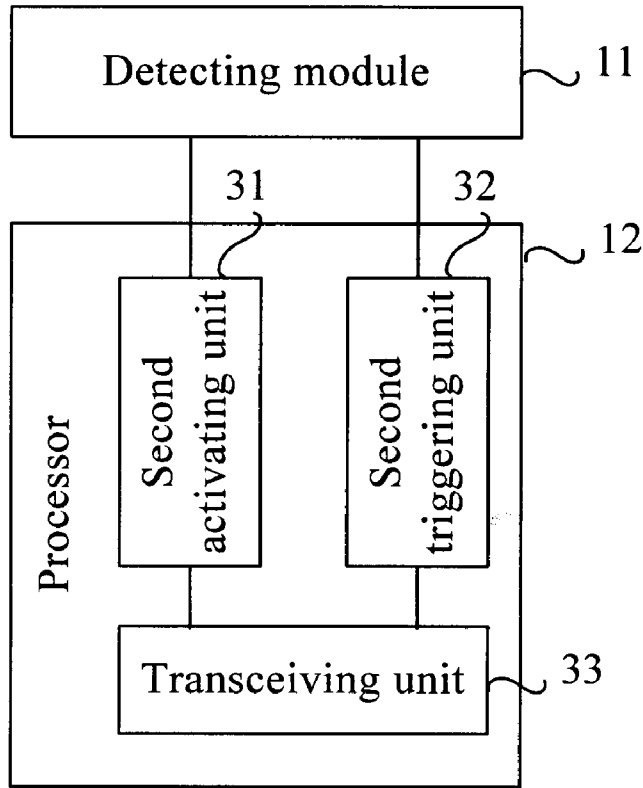 Detecting module
11
31
32
12
Processor
Second
activating unit
Second
triggering unit
Transceiving unit
33